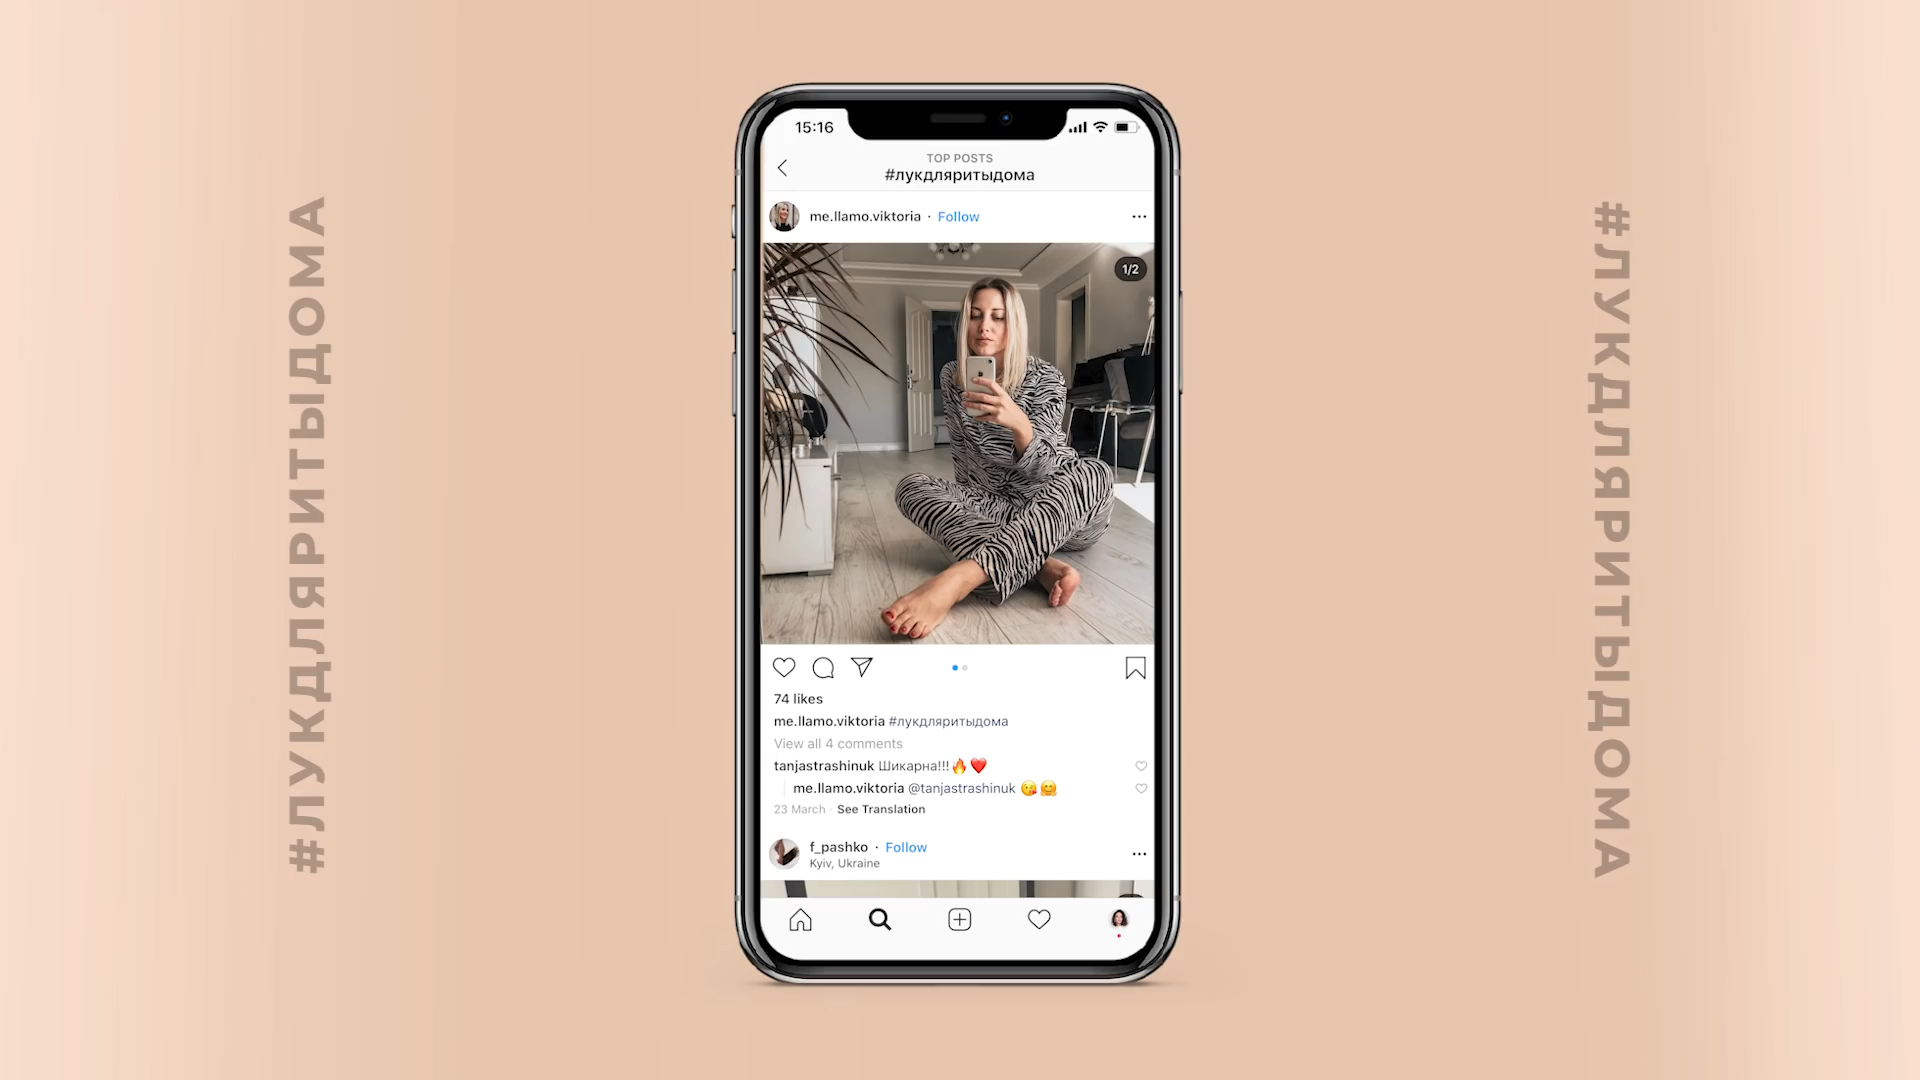 #ЛУКДЛЯРИТЫДОМА
15:16
TOP POSTS
#лукдляритыдома
me.llamo.viktoria · Follow
1/2
74 likes
me.llamo.viktoria #лукдляритыдома
View all 4 comments
tanjastrashinuk Шикарна!!!🔥❤️
me.llamo.viktoria @tanjastrashinuk 😘🤗
23 March · See Translation
f_pashko · Follow
Kyiv, Ukraine
#ЛУКДЛЯРИТЫДОМА